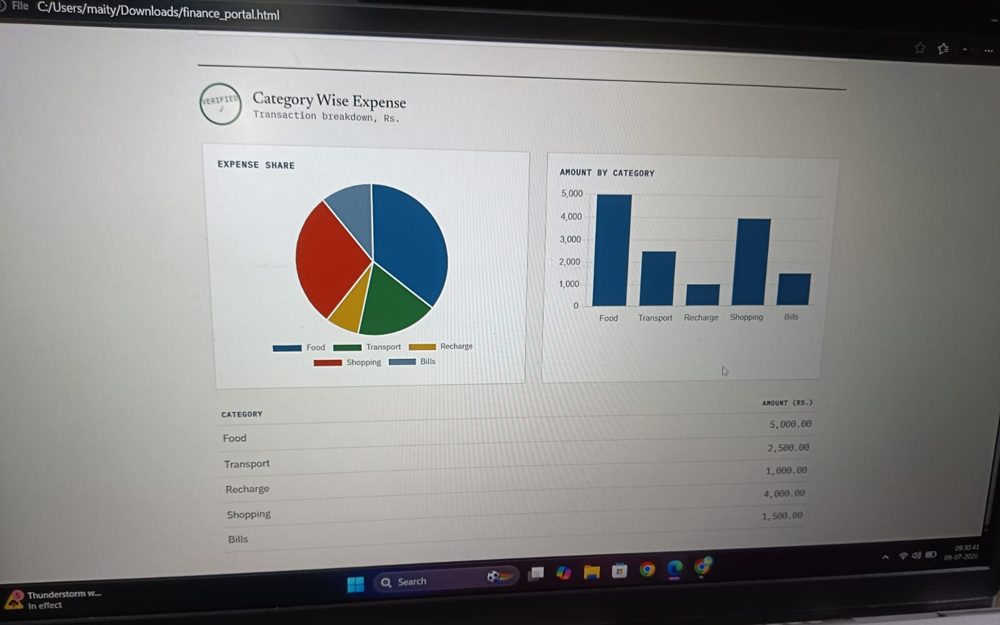 File C:/Users/maity/Downloads/finance_portal.html
VERIFIED
Category Wise Expense
Transaction breakdown, Rs.
EXPENSE SHARE
Food Transport Recharge
Shopping Bills
AMOUNT BY CATEGORY
5,000
4,000
3,000
2,000
1,000
0
Food Transport Recharge Shopping Bills
CATEGORY AMOUNT (RS.)
Food 5,000.00
Transport 2,500.00
Recharge 1,000.00
Shopping 4,000.00
Bills 1,500.00
5 Thunderstorm w...
In effect
Search
09:30:41
09-07-2026